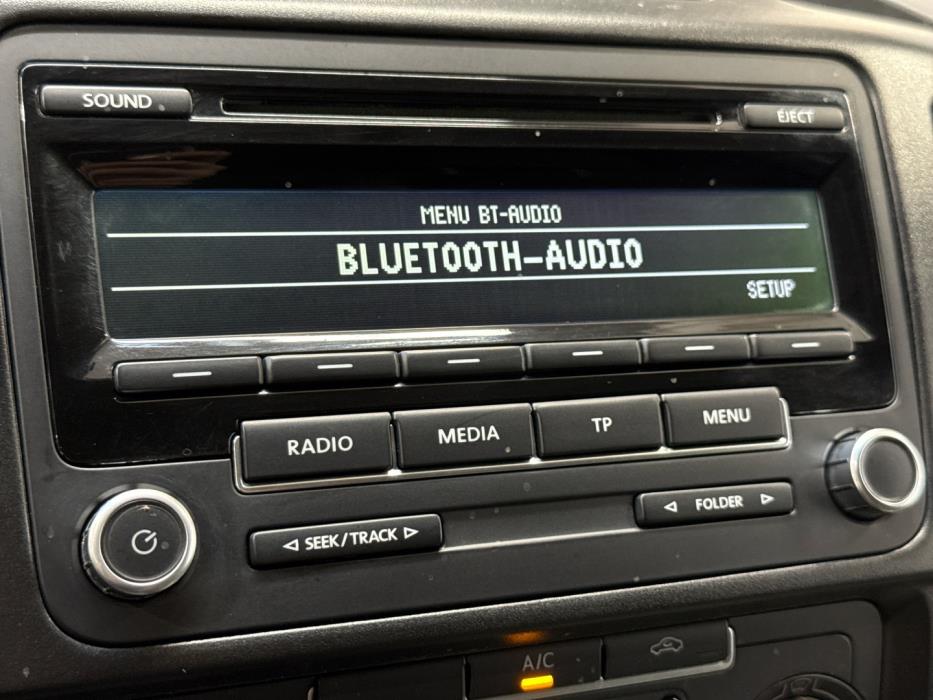 SOUND
EJECT
MENU BT-AUDIO
BLUETOOTH-AUDIO
SETUP
RADIO
MEDIA
TP
MENU
SEEK/TRACK
FOLDER
A/C